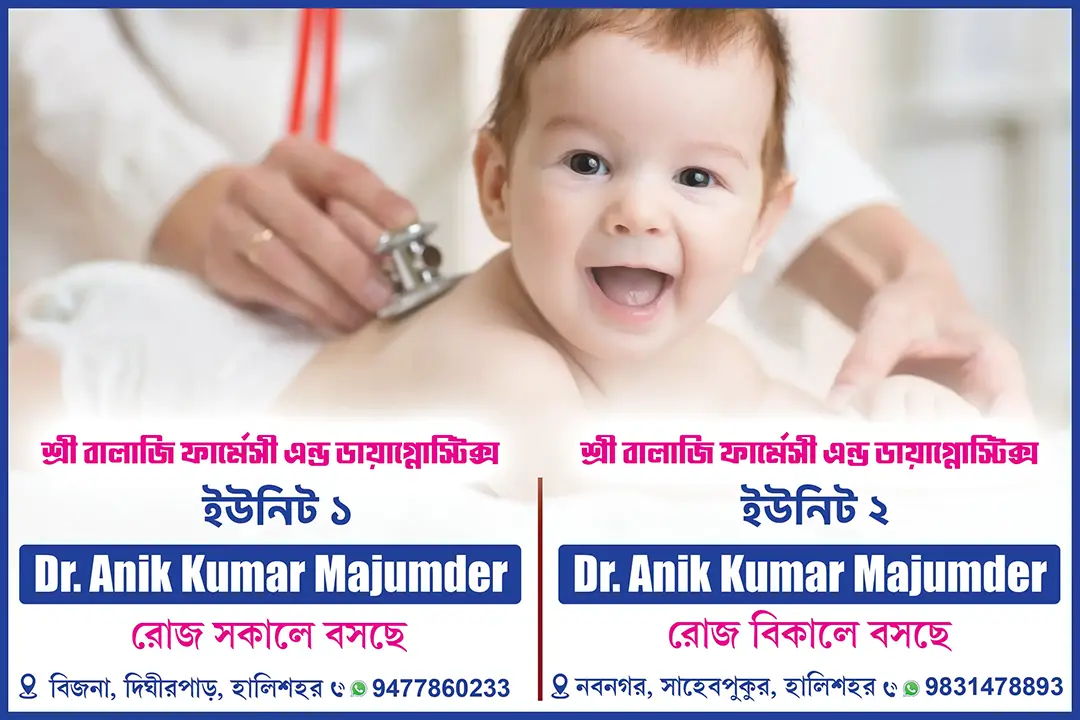 শ্রী বালাজি ফার্মেসী এন্ড ডায়াগ্নোস্টিক্স
ইউনিট ১
Dr. Anik Kumar Majumder
রোজ সকালে বসছে
বিজনা, দিঘীরপাড়, হালিশহর 9477860233
শ্রী বালাজি ফার্মেসী এন্ড ডায়াগ্নোস্টিক্স
ইউনিট ২
Dr. Anik Kumar Majumder
রোজ বিকালে বসছে
নবনগর, সাহেবপুকুর, হালিশহর 9831478893